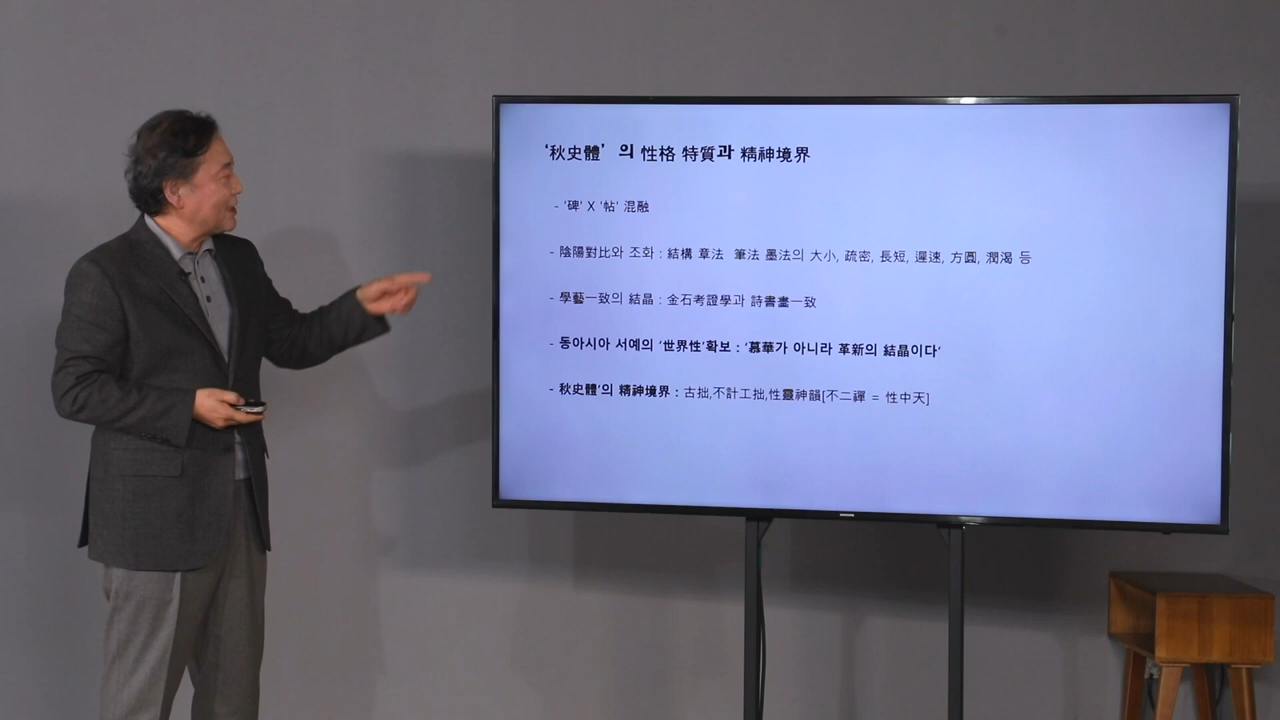 ‘秋史體’의 性格 特質과 精神境界
- '碑' X '帖' 混融
- 陰陽對比와 조화 : 結構 章法 筆法 墨法의 大小, 疏密, 長短, 遲速, 方圓, 潤渴 등
- 學藝一致의 結晶 : 金石考證學과 詩書畫一致
- 동아시아 서예의 ‘世界性’확보 : ‘慕華가 아니라 革新의 結晶이다’
- 秋史體’의 精神境界 : 古拙,不計工拙,性靈神韻[不二禪 = 性中天]